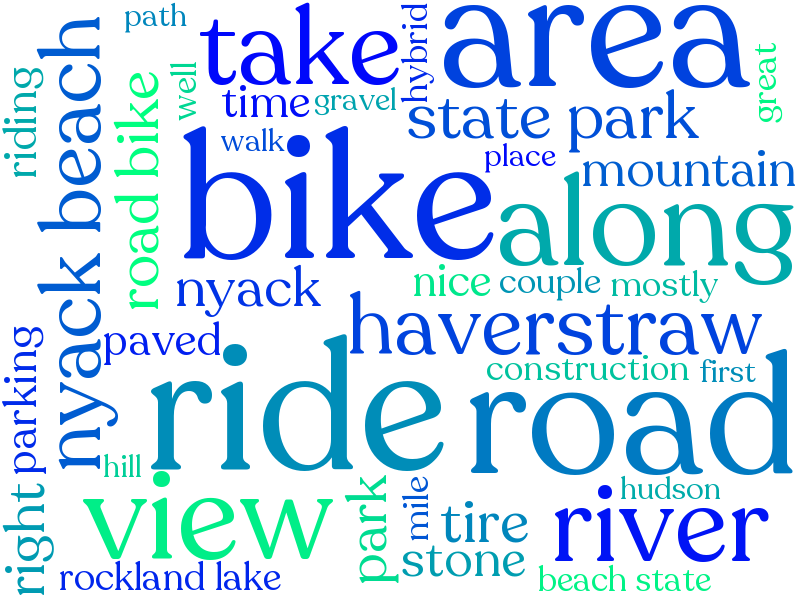 path
take
hybrid
area
riding
nyack beach
road bike
well
time
gravel
state park
great
walk
bike
place
mountain
along
nyack
nice
couple
mostly
haverstraw
paved
parking
ride
road
construction
first
hill
right
view
park
mile
tire
stone
hudson
river
rockland lake
beach state